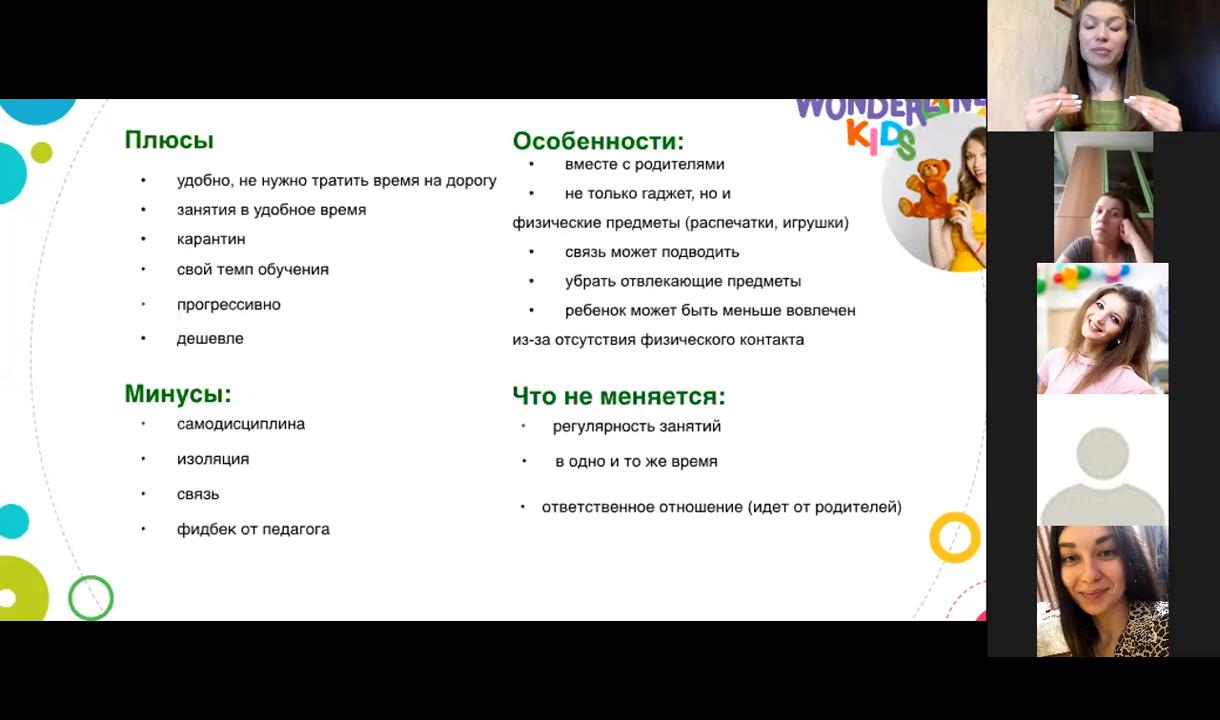 WONDERLAND
KIDS
Плюсы
• удобно, не нужно тратить время на дорогу
• занятия в удобное время
• карантин
• свой темп обучения
• прогрессивно
• дешевле
Минусы:
• самодисциплина
• изоляция
• связь
• фидбек от педагога
Особенности:
• вместе с родителями
• не только гаджет, но и
физические предметы (распечатки, игрушки)
• связь может подводить
• убрать отвлекающие предметы
• ребенок может быть меньше вовлечен
из-за отсутствия физического контакта
Что не меняется:
• регулярность занятий
• в одно и то же время
• ответственное отношение (идет от родителей)